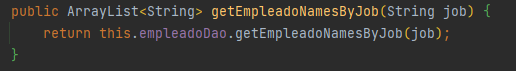 public ArrayList<String> getEmpleadoNamesByJob(String job) {
    return this.empleadoDao.getEmpleadoNamesByJob(job);
}